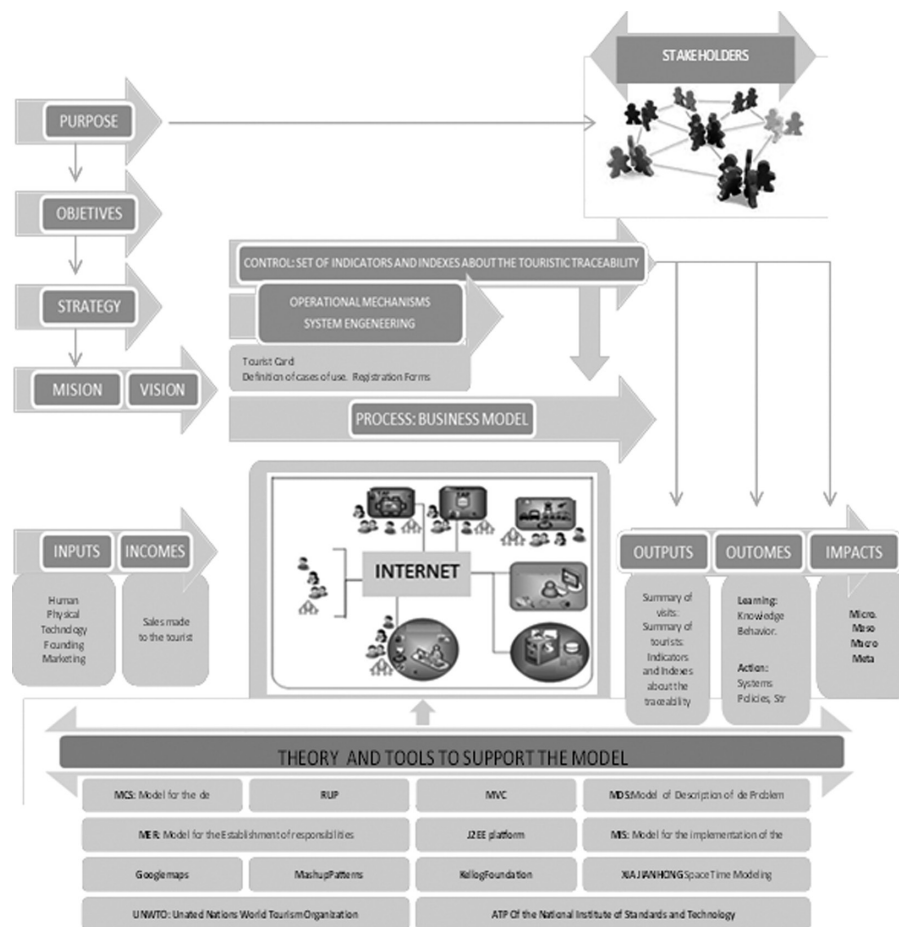 STAKEHOLDERS
PURPOSE
OBJETIVES
STRATEGY
MISION
VISION
CONTROL: SET OF INDICATORS AND INDEXES ABOUT THE TOURISTIC TRACEABILITY
OPERATIONAL MECHANISMS
SYSTEM ENGENEERING
Tourist Card
Definition of cases of use. Registration Forms
PROCESS: BUSINESS MODEL
INPUTS
INCOMES
Human
Physical
Technology
Founding
Marketing
Sales made
to the tourist
INTERNET
OUTPUTS
OUTCOMES
IMPACTS
Summary of
visits.
Summary of
tourists.
Indicators
and Indexes
about the
traceability
Learning:
Knowledge
Behavior.
Action:
Systems
Policies, Str
Micro.
Maso
Macro
Meta
THEORY AND TOOLS TO SUPPORT THE MODEL
MCS: Model for the de
RUP
MVC
MDS:Model of Description of de Problem
MER: Model for the Establishment of responsibilities
J2EE platform
MIS: Model for the implementation of the
Googlemaps
MashupPatterns
KellogFoundation
XIA JIANHONG Space Time Modeling
UNWTO: Unated Nations World Tourism Organization
ATP Of the National Institute of Standards and Technology